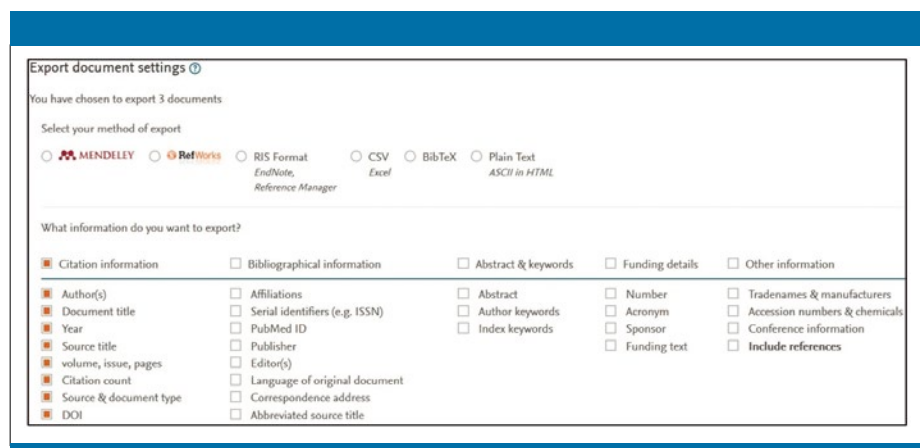 Export document settings ?
You have chosen to export 3 documents
Select your method of export
MENDELEY RefWorks RIS Format CSV BibTeX Plain Text
EndNote, Excel ASCII in HTML
Reference Manager
What information do you want to export?
Citation information Bibliographical information Abstract & keywords Funding details Other information
Author(s) Affiliations Abstract Number Tradenames & manufacturers
Document title Serial identifiers (e.g. ISSN) Author keywords Acronym Accession numbers & chemicals
Year PubMed ID Index keywords Sponsor Conference information
Source title Publisher Funding text Include references
volume, issue, pages Editor(s)
Citation count Language of original document
Source & document type Correspondence address
DOI Abbreviated source title